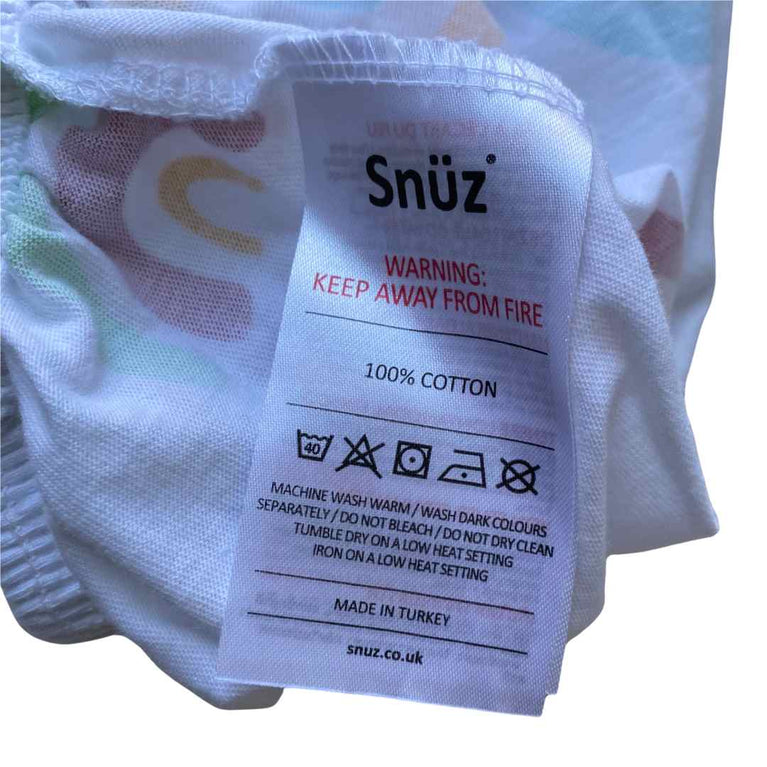 Snüz®
WARNING:
KEEP AWAY FROM FIRE
100% COTTON
40
MACHINE WASH WARM / WASH DARK COLOURS
SEPARATELY / DO NOT BLEACH / DO NOT DRY CLEAN
TUMBLE DRY ON A LOW HEAT SETTING
IRON ON A LOW HEAT SETTING
MADE IN TURKEY
snuz.co.uk